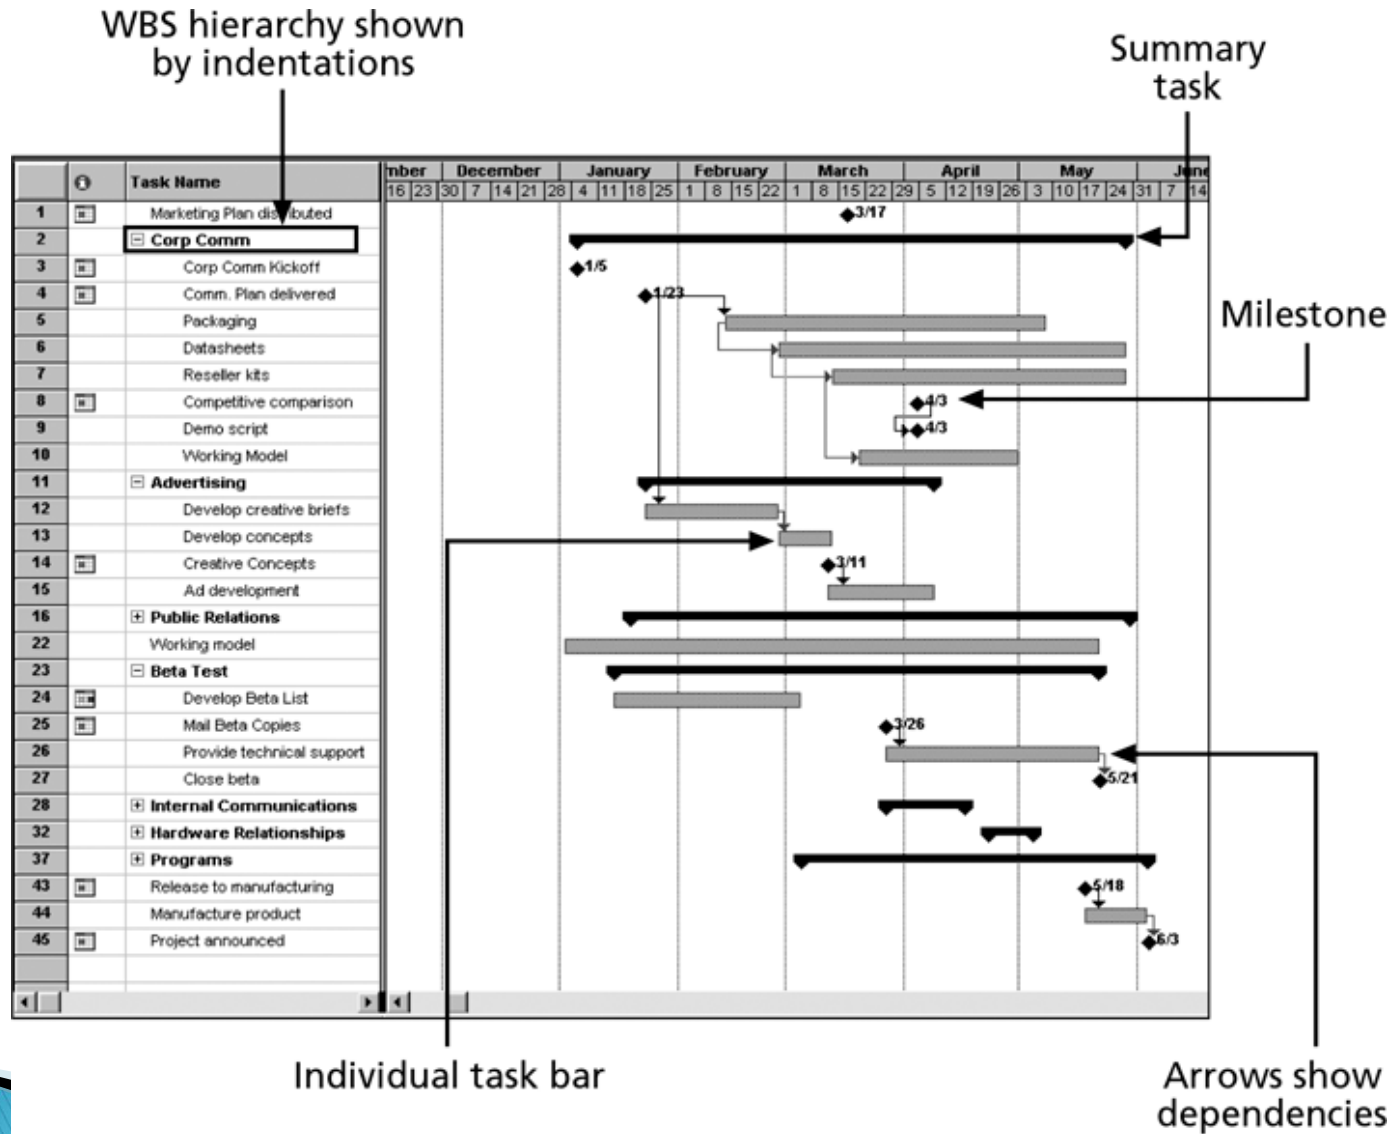 WBS hierarchy shown
by indentations
Summary
task
Task Name
mber December January February March April May June
16 23 30 7 14 21 28 4 11 18 25 1 8 15 22 1 8 15 22 29 5 12 19 26 3 10 17 24 31 7 14
1 Marketing Plan distributed 3/17
2 Corp Comm
3 Corp Comm Kickoff 1/5
4 Comm. Plan delivered 1/23
5 Packaging
6 Datasheets
7 Reseller kits
8 Competitive comparison 4/3
9 Demo script 4/3
10 Working Model
11 Advertising
12 Develop creative briefs
13 Develop concepts
14 Creative Concepts 3/11
15 Ad development
16 Public Relations
22 Working model
23 Beta Test
24 Develop Beta List
25 Mail Beta Copies 3/26
26 Provide technical support
27 Close beta 5/21
28 Internal Communications
32 Hardware Relationships
37 Programs
43 Release to manufacturing 5/18
44 Manufacture product
45 Project announced 6/3
Milestone
Individual task bar
Arrows show
dependencies